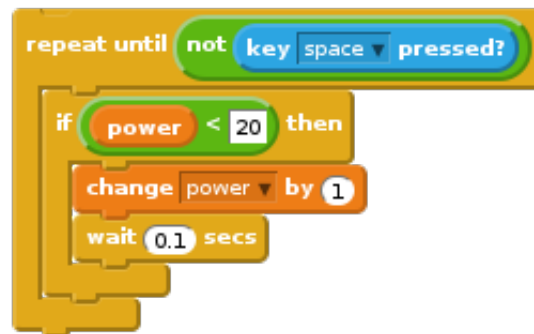 repeat until not key space pressed?
if power < 20 then
change power by 1
wait 0.1 secs